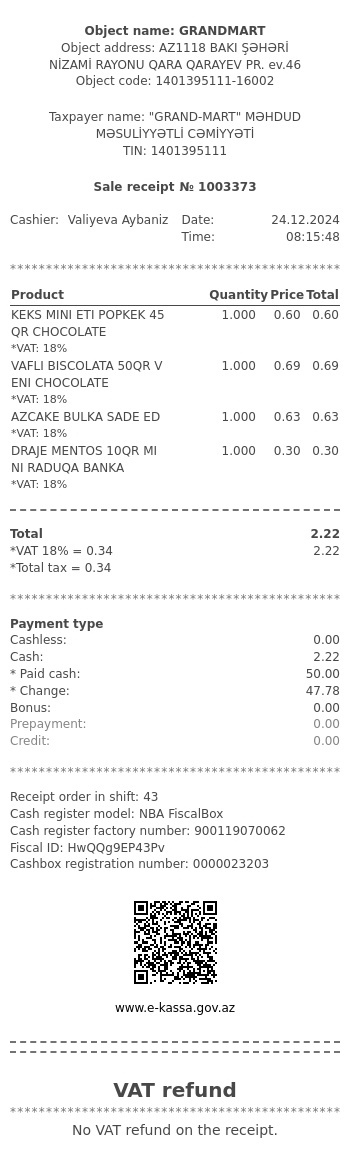 Object name: GRANDMART
Object address: AZ1118 BAKI ŞƏHƏRİ
NİZAMİ RAYONU QARA QARAYEV PR. ev.46
Object code: 1401395111-16002
Taxpayer name: "GRAND-MART" MƏHDUD
MƏSULİYYƏTLİ CƏMİYYƏTİ
TIN: 1401395111
Sale receipt № 1003373
Cashier: Valiyeva Aybaniz Date: 24.12.2024
Time: 08:15:48
********************************************
Product Quantity Price Total
KEKS MINI ETI POPKEK 45 1.000 0.60 0.60
QR CHOCOLATE
*VAT: 18%
VAFLI BISCOLATA 50QR V 1.000 0.69 0.69
ENI CHOCOLATE
*VAT: 18%
AZCAKE BULKA SADE ED 1.000 0.63 0.63
*VAT: 18%
DRAJE MENTOS 10QR MI 1.000 0.30 0.30
NI RADUQA BANKA
*VAT: 18%
Total 2.22
*VAT 18% = 0.34 2.22
*Total tax = 0.34
********************************************
Payment type
Cashless: 0.00
Cash: 2.22
* Paid cash: 50.00
* Change: 47.78
Bonus: 0.00
Prepayment: 0.00
Credit: 0.00
********************************************
Receipt order in shift: 43
Cash register model: NBA FiscalBox
Cash register factory number: 900119070062
Fiscal ID: HwQQg9EP43Pv
Cashbox registration number: 0000023203
www.e-kassa.gov.az
VAT refund
********************************************
No VAT refund on the receipt.